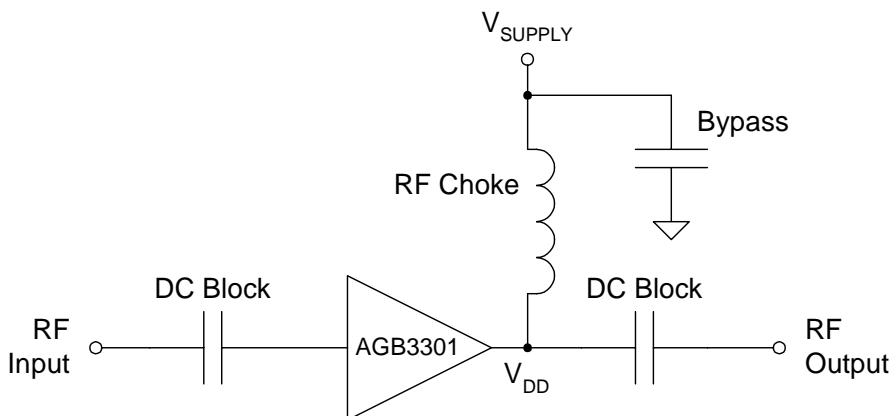 VSUPPLY
Bypass
RF Choke
DC Block
DC Block
RF
Input
AGB3301
VDD
RF
Output